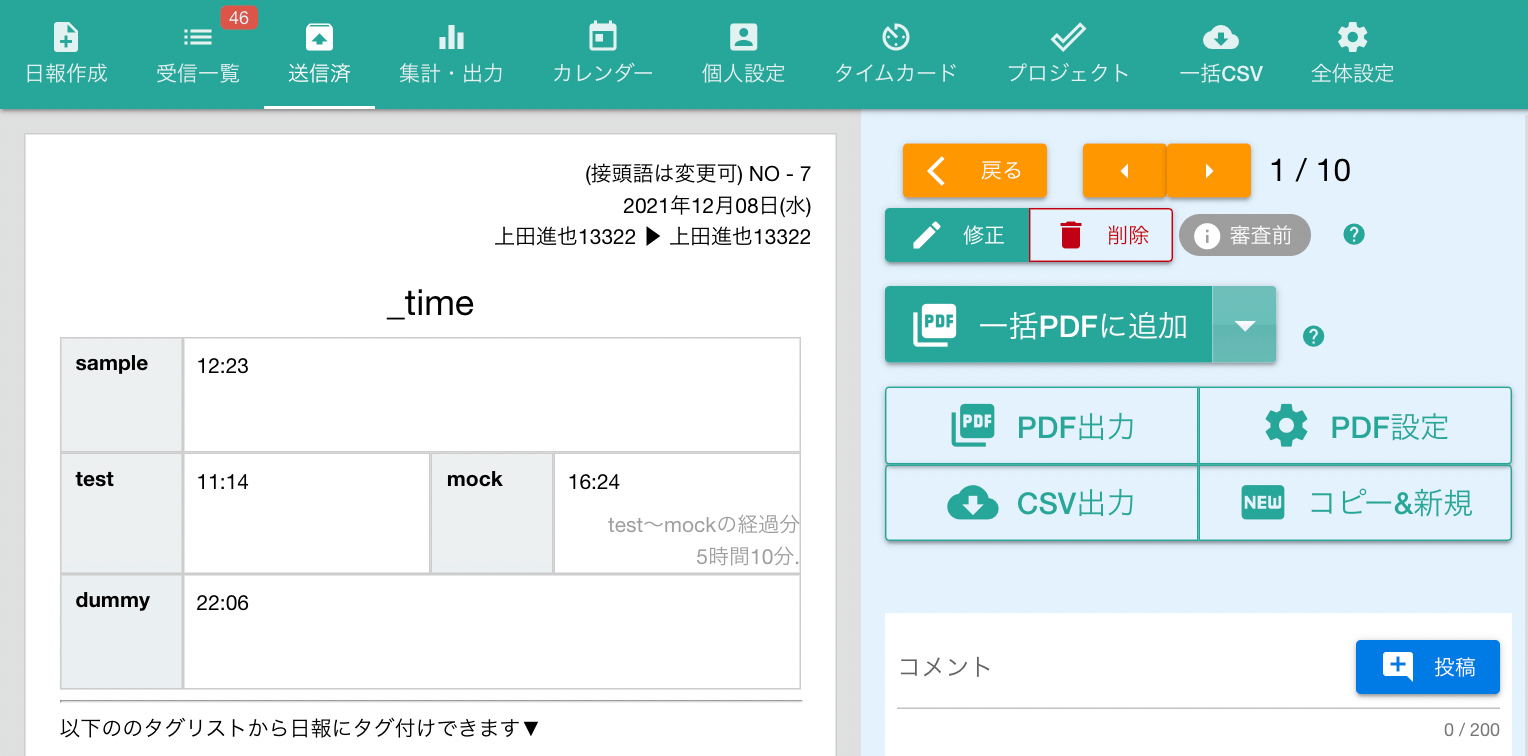 46
日報作成
受信一覧
送信済
集計・出力
カレンダー
個人設定
タイムカード
プロジェクト
一括CSV
全体設定
(接頭語は変更可) NO - 7
2021年12月08日(水)
上田進也13322 ▶ 上田進也13322
_time
sample 12:23
test 11:14 mock 16:24
test〜mockの経過分
5時間10分.
dummy 22:06
以下ののタグリストから日報にタグ付けできます▼
戻る 1 / 10
修正 削除 審査前
PDF 一括PDFに追加
PDF PDF出力 PDF設定
CSV出力 NEW コピー&新規
コメント 投稿
0 / 200